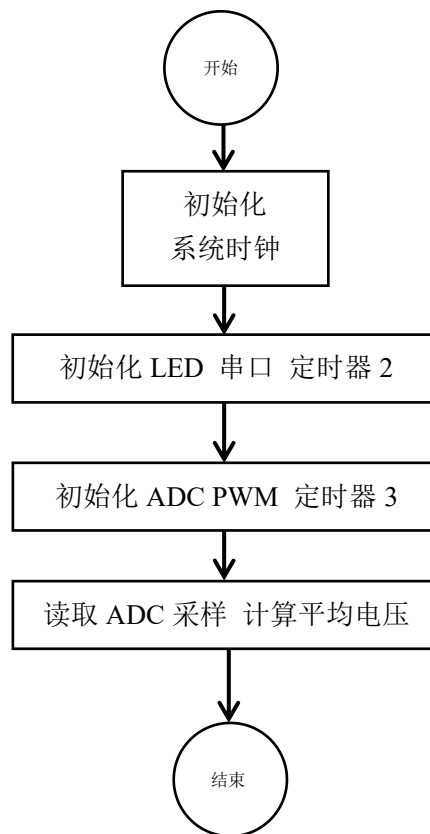 开始
初始化
系统时钟
初始化 LED 串口 定时器 2
初始化 ADC PWM 定时器 3
读取 ADC 采样 计算平均电压
结束